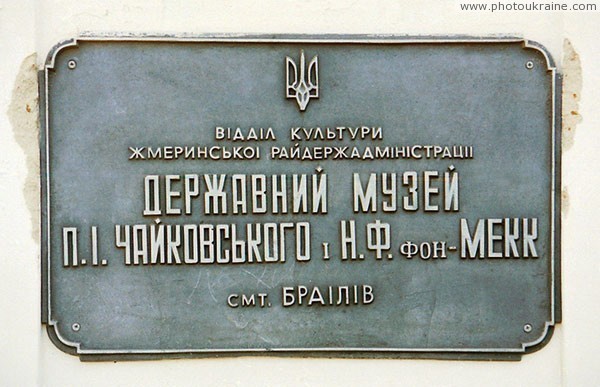 www.photoukraine.com
ВІДДІЛ КУЛЬТУРИ
ЖМЕРИНСЬКОЇ РАЙДЕРЖАДМІНІСТРАЦІЇ
ДЕРЖАВНИЙ МУЗЕЙ
П.І. ЧАЙКОВСЬКОГО І Н.Ф. ФОН-МЕКК
СМТ. БРАЇЛІВ